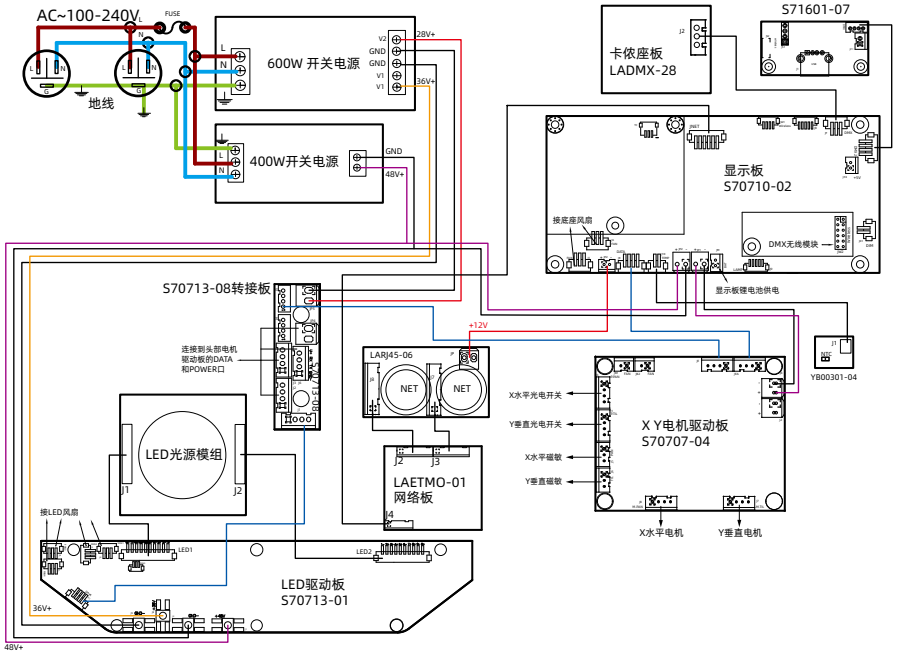 AC~100-240V
L
FUSE
N
L
N
G
L
N
G
地线
L
N
600W 开关电源
V2
GND
GND
V1
V1
28V+
36V+
L
N
400W开关电源
GND
48V+
卡侬座板
LADMX-28
J2
S71601-07
显示板
S70710-02
接底座风扇
DMX无线模块
显示板锂电池供电
S70713-08转接板
S70713-08
连接到头部电机
驱动板的DATA
和POWER口
+12V
LARJ45-06
NET
NET
J1
NTC
YB00301-04
X水平光电开关
Y垂直光电开关
X水平磁敏
Y垂直磁敏
X Y电机驱动板
S70707-04
X水平电机
Y垂直电机
LED光源模组
J1
J2
J2
J3
LAETMO-01
网络板
J4
接LED风扇
LED1
LED2
LED驱动板
S70713-01
36V+
48V+